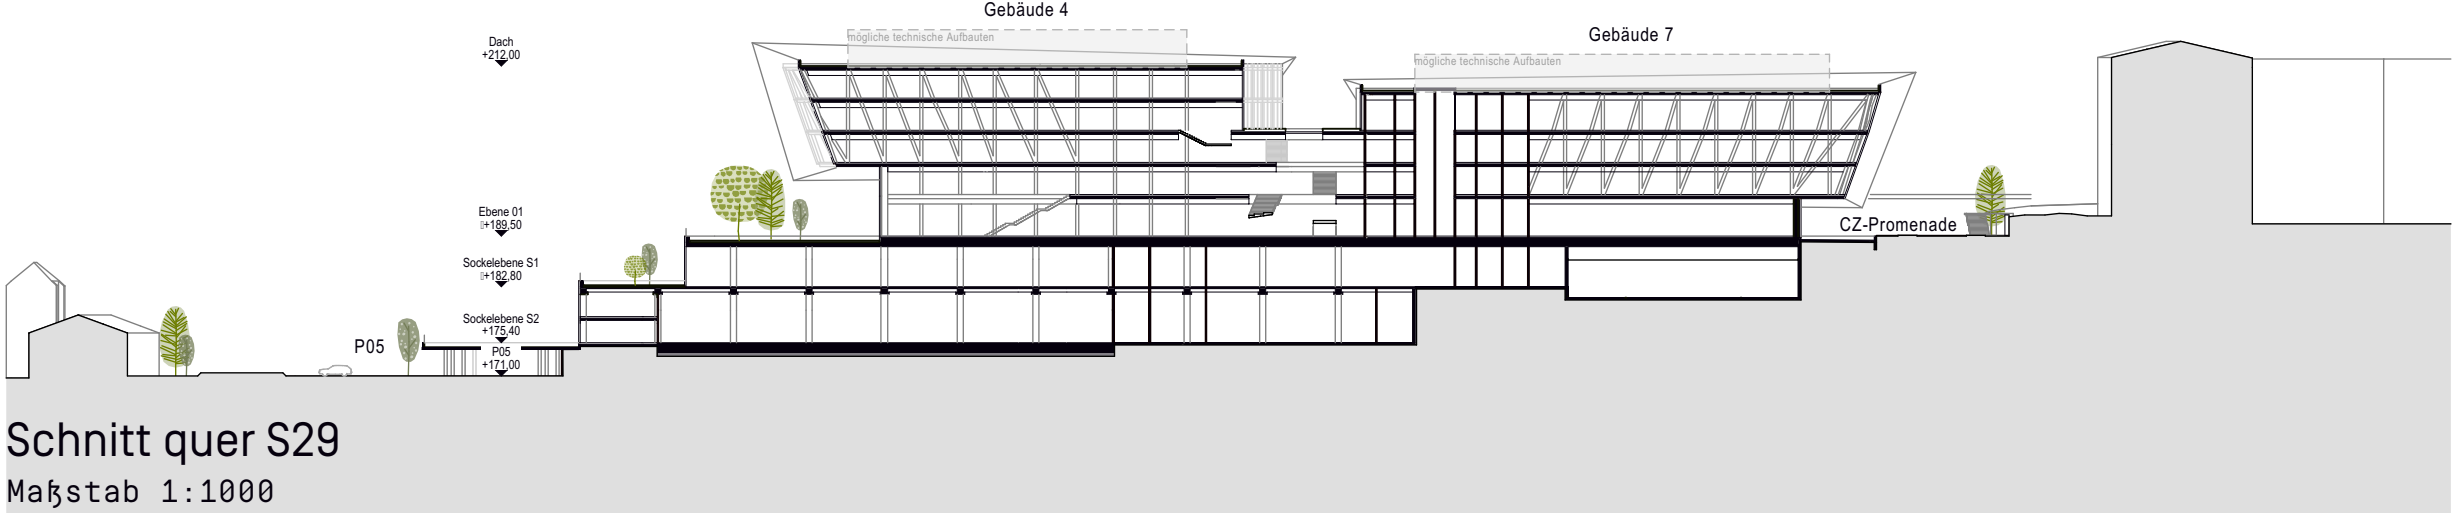 Gebäude 4
mögliche technische Aufbauten
Gebäude 7
mögliche technische Aufbauten
Dach
+212,00
Ebene 01
▯+189,50
Sockelebene S1
▯+182,80
Sockelebene S2
+175,40
P05
+171,00
P05
CZ-Promenade
Schnitt quer S29
Maßstab 1:1000